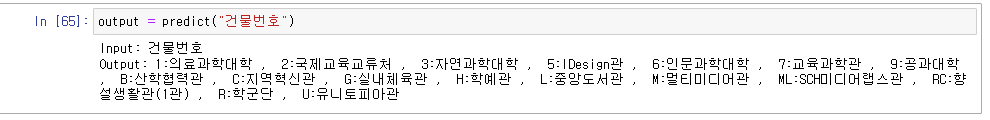 In [65]: output = predict("건물번호")
Input: 건물번호
Output: 1:의료과학대학 , 2:국제교육교류처 , 3:자연과학대학 , 5:IDesign관 , 6:인문과학대학 , 7:교육과학관 , 9:공과대학
, B:산학협력관 , C:지역혁신관 , G:실내체육관 , H:학예관 , L:중앙도서관 , M:멀티미디어관 , ML:SCH미디어랩스관 , RC:향
설생활관(1관) , R:학군단 , U:유니토피아관